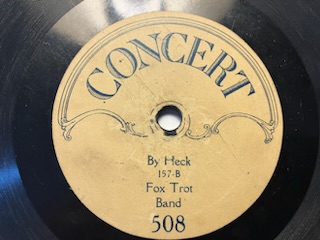 CONCERT
By Heck
157-B
Fox Trot
Band
508